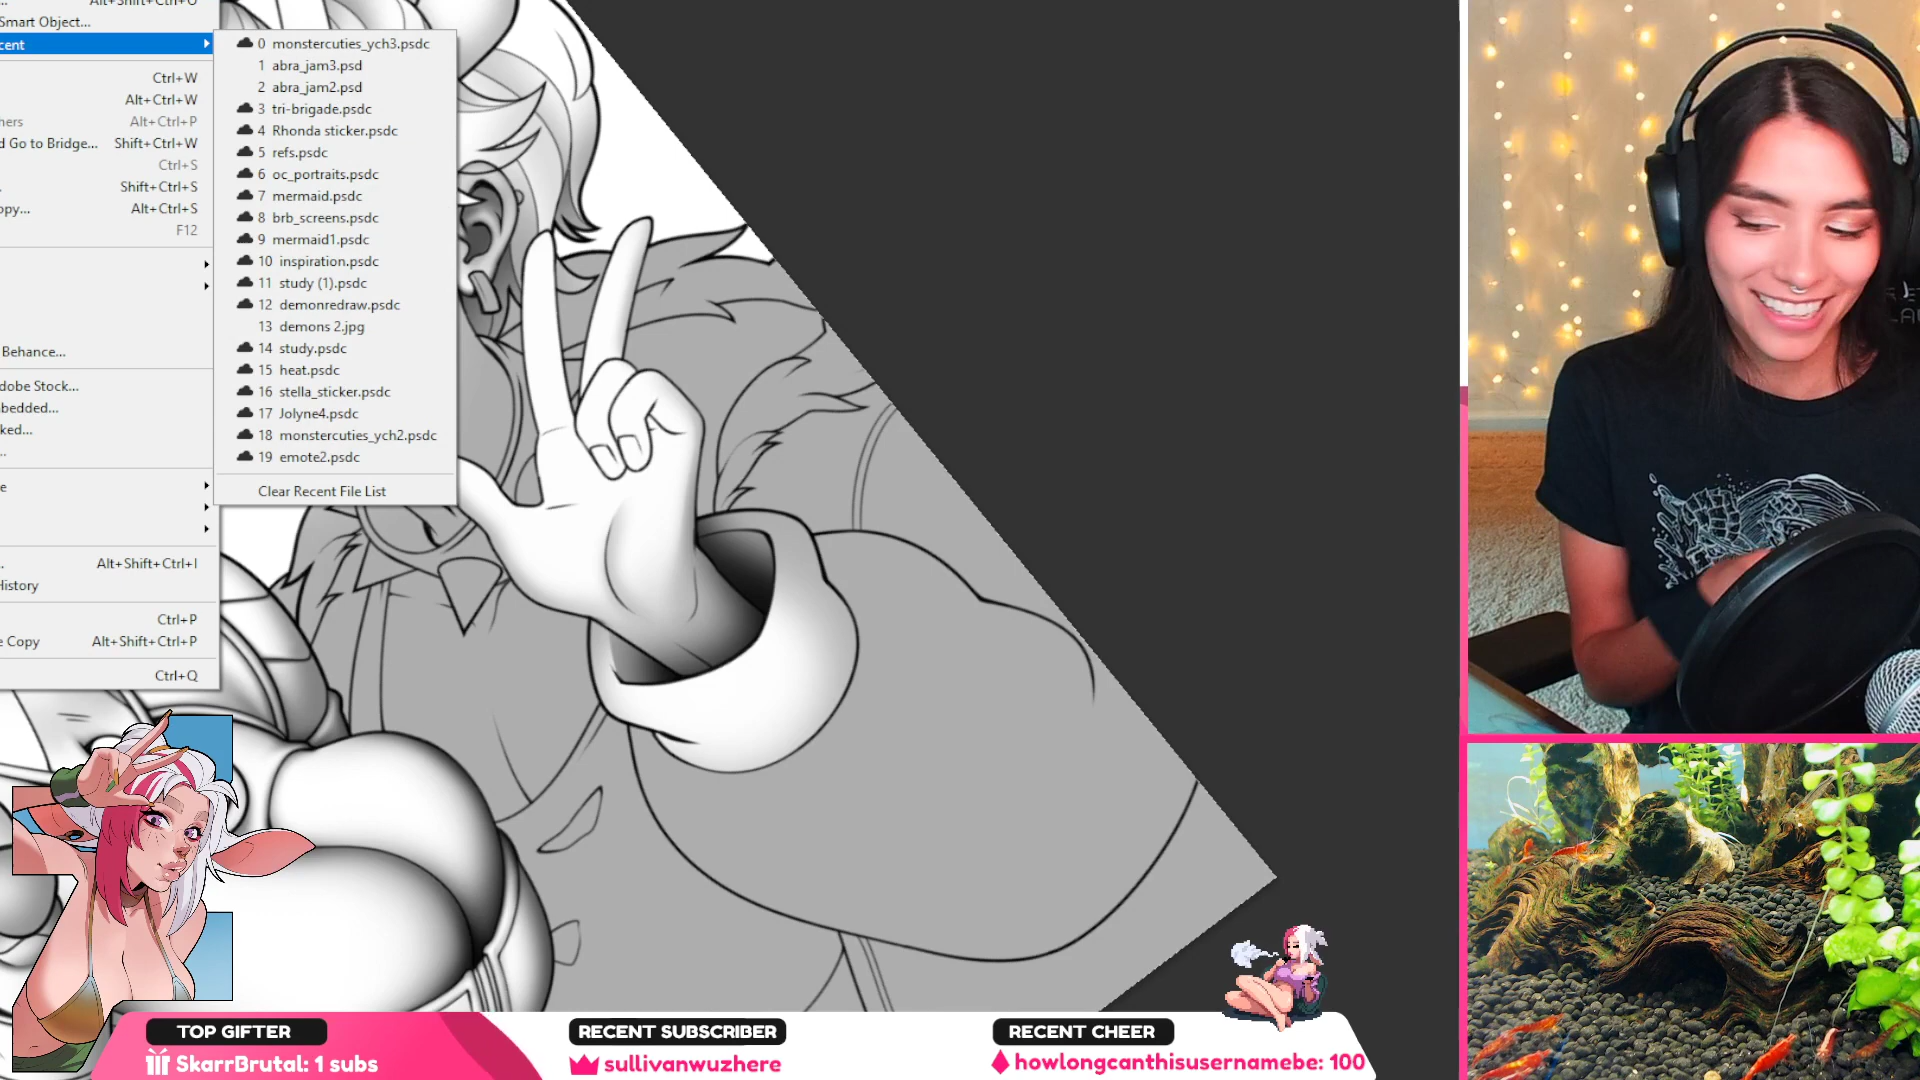 Alt+Shift+Ctrl+O
Smart Object...
cent
Ctrl+W
Alt+Ctrl+W
hers Alt+Ctrl+P
d Go to Bridge... Shift+Ctrl+W
Ctrl+S
Shift+Ctrl+S
opy... Alt+Ctrl+S
F12
Behance...
dobe Stock...
bedded...
ked...
e
Alt+Shift+Ctrl+I
History
Ctrl+P
e Copy Alt+Shift+Ctrl+P
Ctrl+Q
0 monstercuties_ych3.psdc
1 abra_jam3.psd
2 abra_jam2.psd
3 tri-brigade.psdc
4 Rhonda sticker.psdc
5 refs.psdc
6 oc_portraits.psdc
7 mermaid.psdc
8 brb_screens.psdc
9 mermaid1.psdc
10 inspiration.psdc
11 study (1).psdc
12 demonredraw.psdc
13 demons 2.jpg
14 study.psdc
15 heat.psdc
16 stella_sticker.psdc
17 Jolyne4.psdc
18 monstercuties_ych2.psdc
19 emote2.psdc
Clear Recent File List
TOP GIFTER
SkarrBrutal: 1 subs
RECENT SUBSCRIBER
sullivanwuzhere
RECENT CHEER
howlongcanthisusernamebe: 100